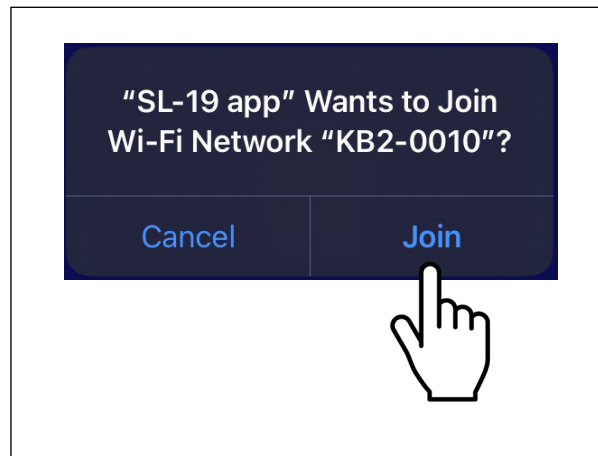 “SL-19 app” Wants to Join
Wi-Fi Network “KB2-0010”?
Cancel
Join